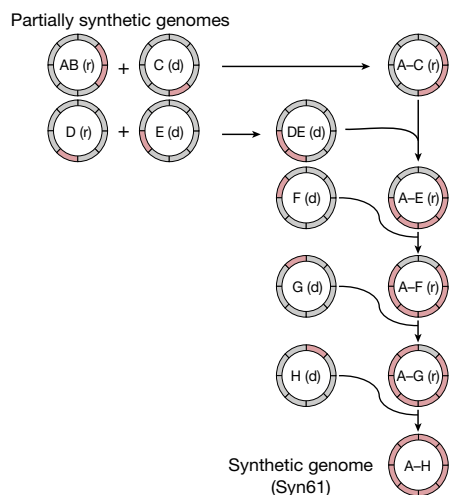 Partially synthetic genomes
AB (r) + C (d) A–C (r)
D (r) + E (d) DE (d)
F (d) A–E (r)
G (d) A–F (r)
H (d) A–G (r)
Synthetic genome
(Syn61)
A–H